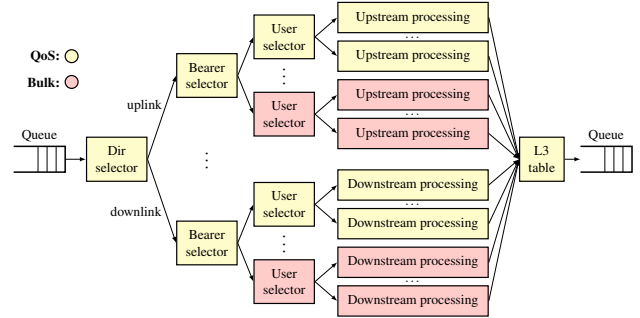 QoS:
Bulk:
Queue
Dir
selector
uplink
downlink
Bearer
selector
...
Bearer
selector
User
selector
...
User
selector
User
selector
...
User
selector
Upstream processing
...
Upstream processing
Upstream processing
...
Upstream processing
Downstream processing
...
Downstream processing
Downstream processing
...
Downstream processing
L3
table
Queue